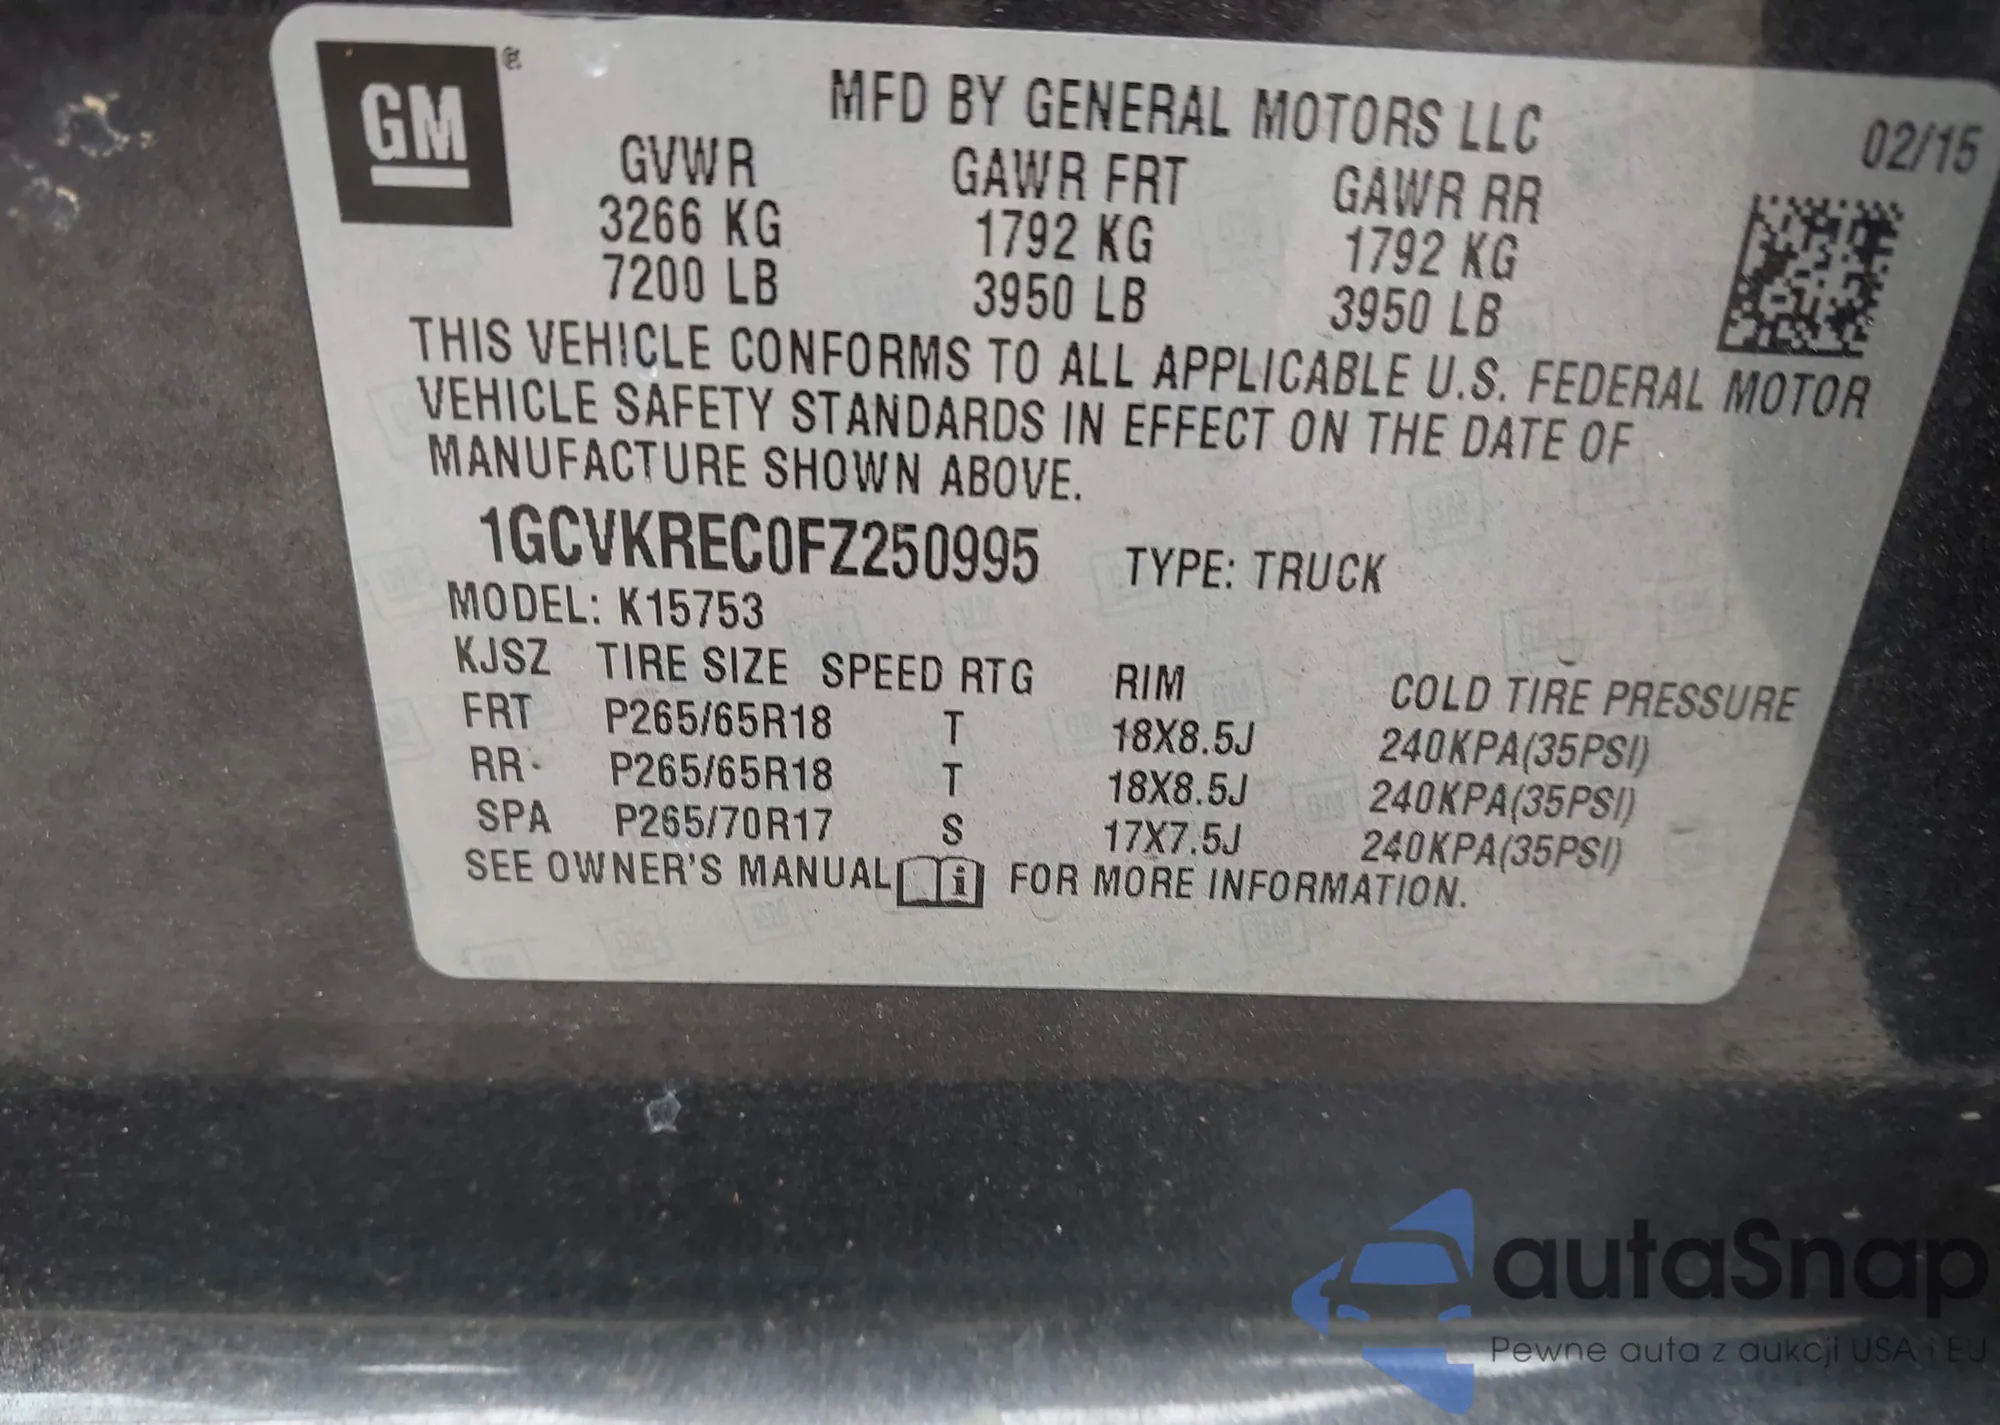 GM®
MFD BY GENERAL MOTORS LLC
02/15
GVWR GAWR FRT GAWR RR
3266 KG 1792 KG 1792 KG
7200 LB 3950 LB 3950 LB
THIS VEHICLE CONFORMS TO ALL APPLICABLE U.S. FEDERAL MOTOR
VEHICLE SAFETY STANDARDS IN EFFECT ON THE DATE OF
MANUFACTURE SHOWN ABOVE.
1GCVKREC0FZ250995 TYPE: TRUCK
MODEL: K15753
KJSZ TIRE SIZE SPEED RTG RIM COLD TIRE PRESSURE
FRT P265/65R18 T 18X8.5J 240KPA(35PSI)
RR P265/65R18 T 18X8.5J 240KPA(35PSI)
SPA P265/70R17 S 17X7.5J 240KPA(35PSI)
SEE OWNER'S MANUAL i FOR MORE INFORMATION.
autaSnap
Pewne auta z aukcji USA i EU